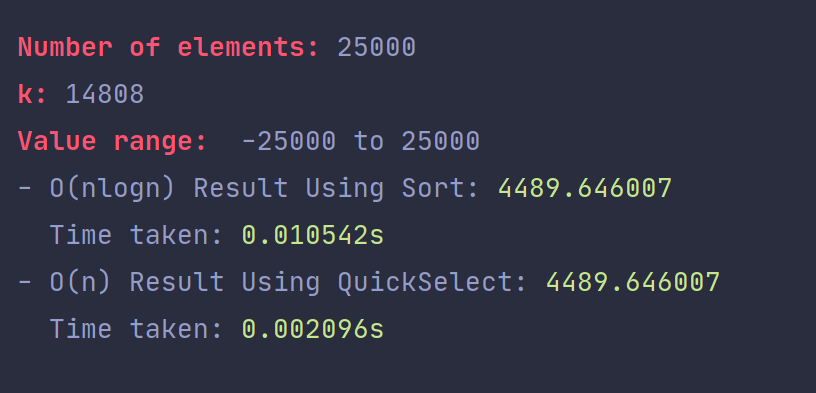 Number of elements: 25000
k: 14808
Value range:  -25000 to 25000
- O(nlogn) Result Using Sort: 4489.646007
  Time taken: 0.010542s
- O(n) Result Using QuickSelect: 4489.646007
  Time taken: 0.002096s